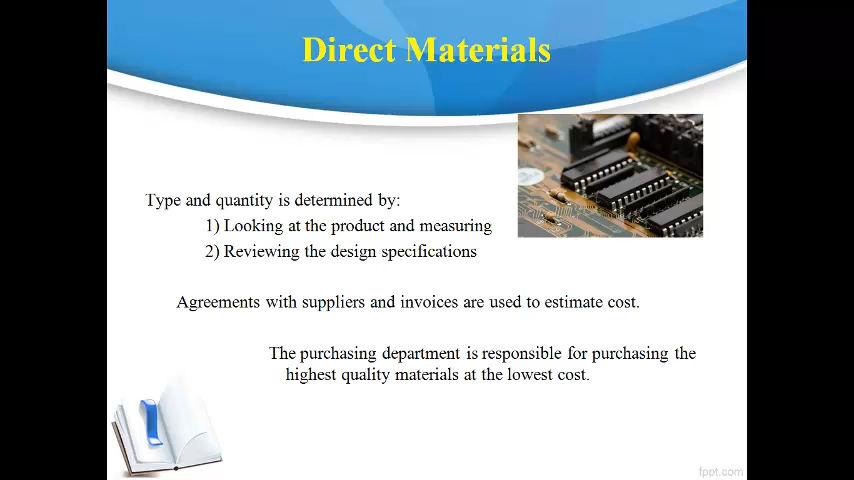 Direct Materials
Type and quantity is determined by:
1) Looking at the product and measuring
2) Reviewing the design specifications
Agreements with suppliers and invoices are used to estimate cost.
The purchasing department is responsible for purchasing the
highest quality materials at the lowest cost.
fppt.com